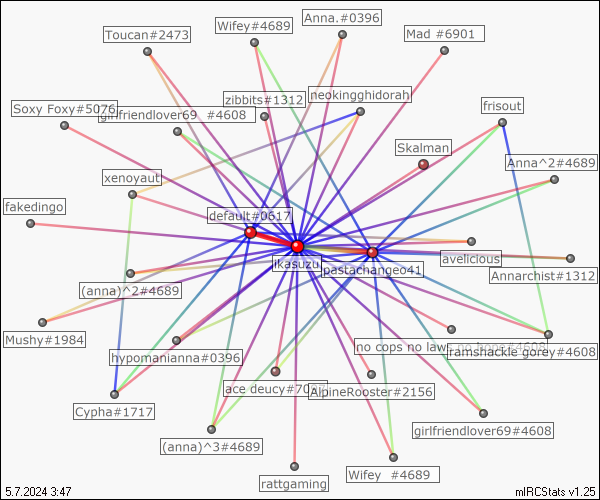 Toucan#2473
Wifey#4689
Anna.#0396
Mad #6901
Soxy Foxy#5076
girlfriendlover69 #4608
zibbits#1312
neokingghidorah
frisout
Skalman
Anna^2#4689
xenoyaut
fakedingo
default#0617
ikasuzu
pastachangeo41
avelicious
Annarchist#1312
(anna)^2#4689
Mushy#1984
hypomanianna#0396
no cops no laws no hope#4608
ramshackle gorey#4608
ace deucy#70
AlpineRooster#2156
Cypha#1717
girlfriendlover69#4608
(anna)^3#4689
rattgaming
Wifey #4689
5.7.2024 3:47
mIRCStats v1.25